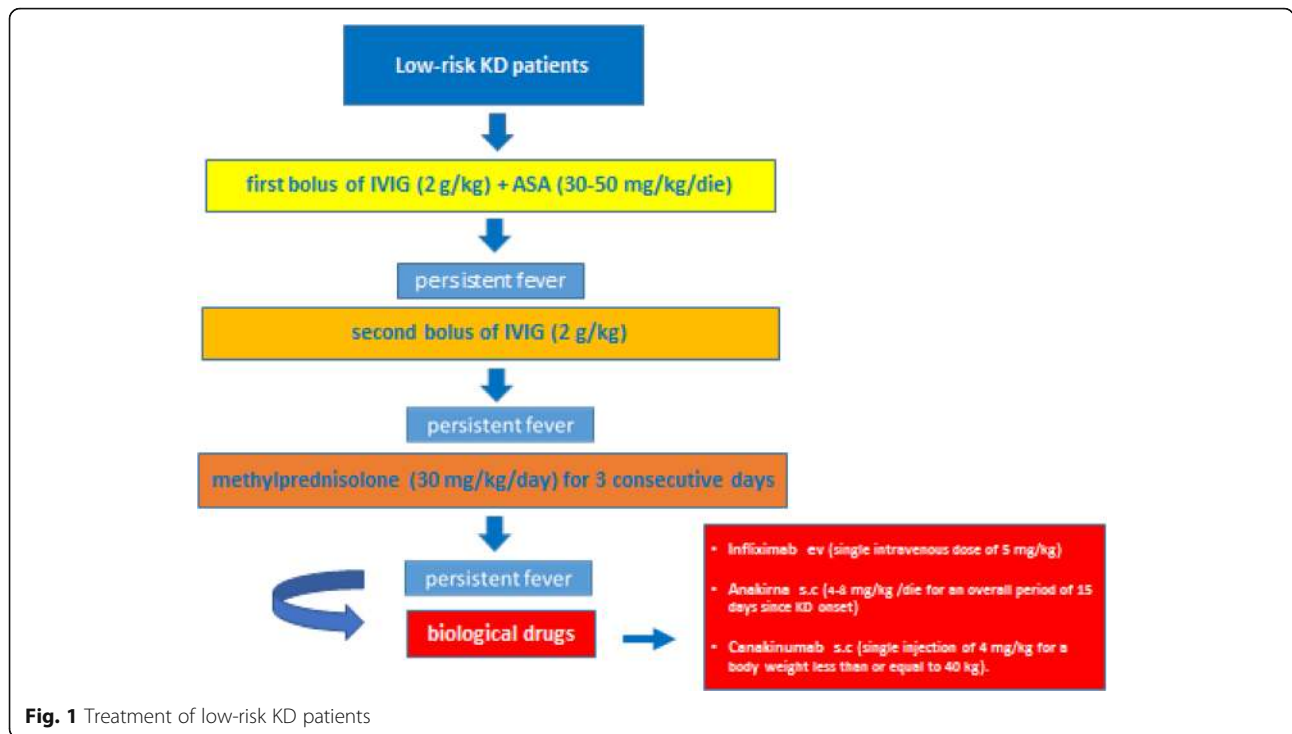 Low-risk KD patients
first bolus of IVIG (2 g/kg) + ASA (30-50 mg/kg/die)
persistent fever
second bolus of IVIG (2 g/kg)
persistent fever
methylprednisolone (30 mg/kg/day) for 3 consecutive days
persistent fever
biological drugs
• Infliximab ev (single intravenous dose of 5 mg/kg)
• Anakirna s.c (4-8 mg/kg /die for an overall period of 15
days since KD onset)
• Canakinumab s.c (single injection of 4 mg/kg for a
body weight less than or equal to 40 kg).
Fig. 1 Treatment of low-risk KD patients